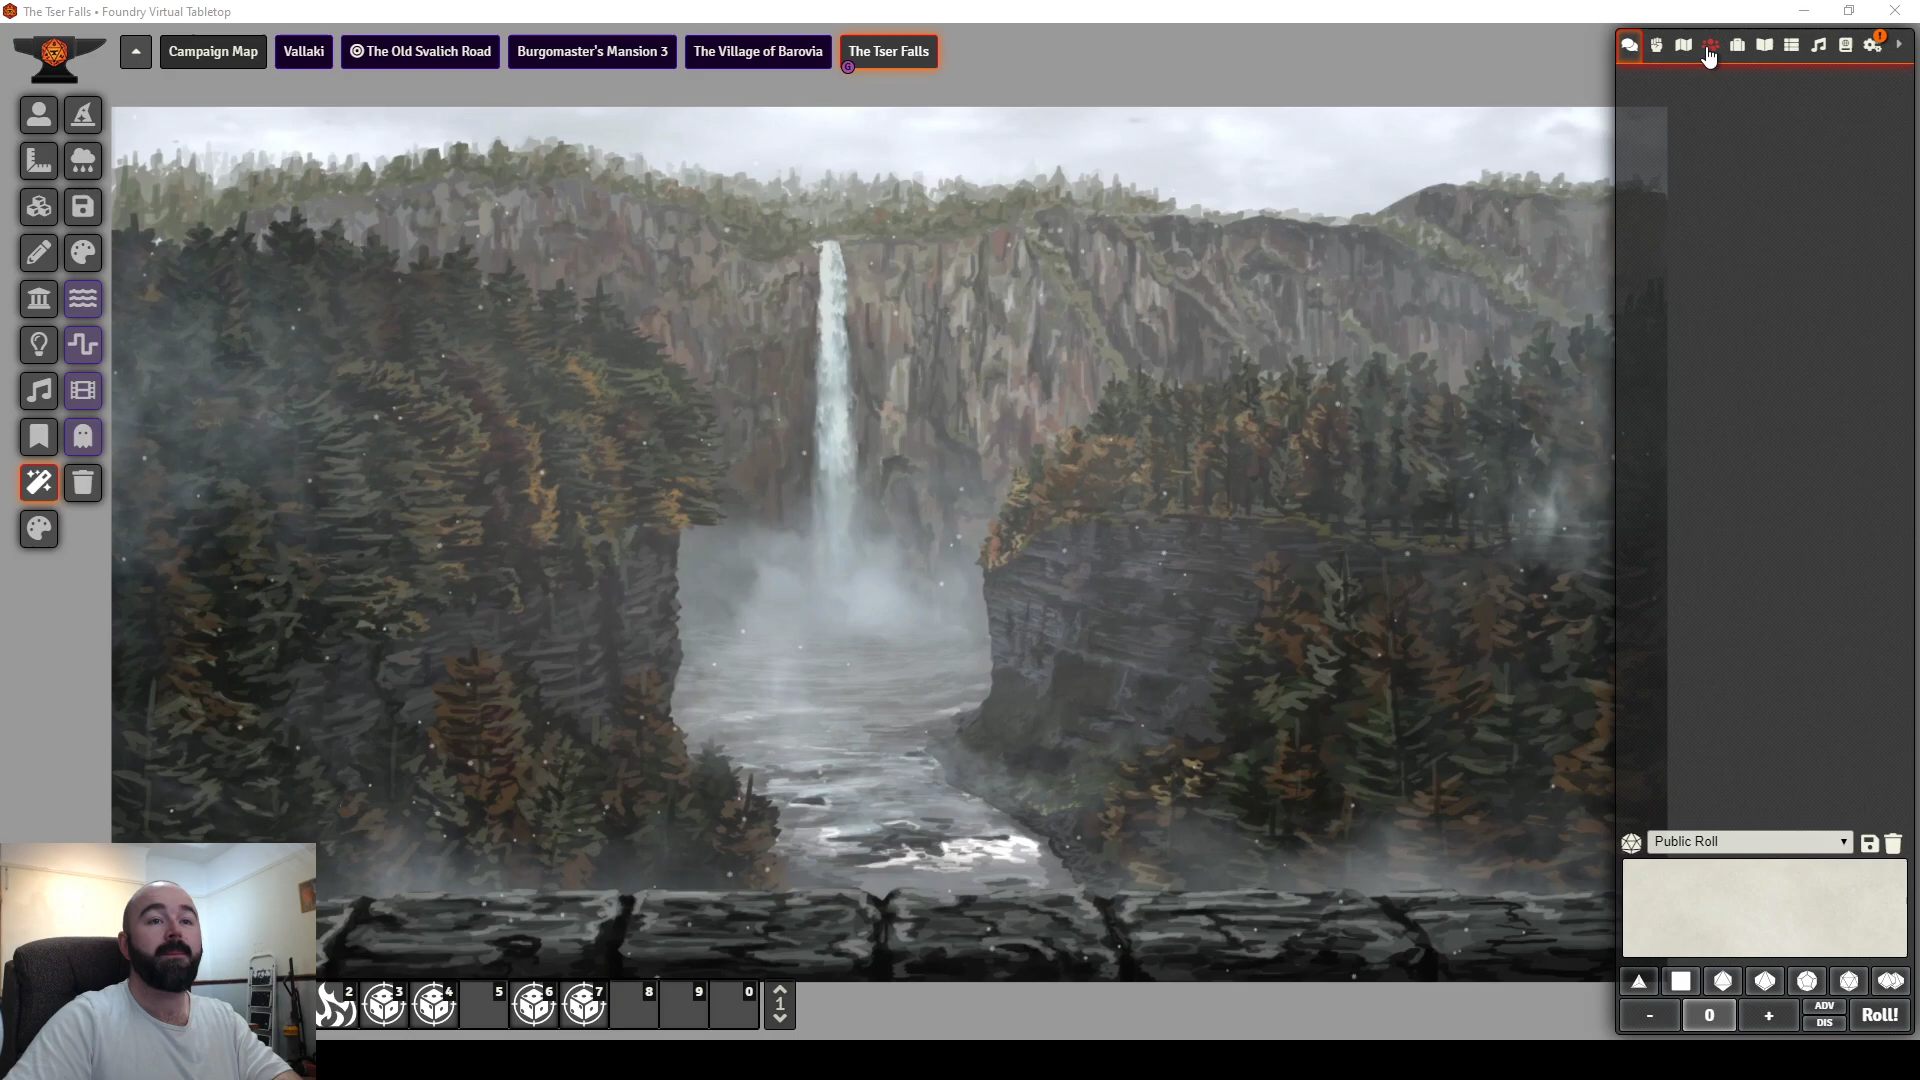 The Tser Falls • Foundry Virtual Tabletop
Campaign Map
Vallaki
The Old Svalich Road
Burgomaster's Mansion 3
The Village of Barovia
The Tser Falls
G
Public Roll
2
3
4
5
6
7
8
9
0
1
-
0
+
ADV
DIS
Roll!